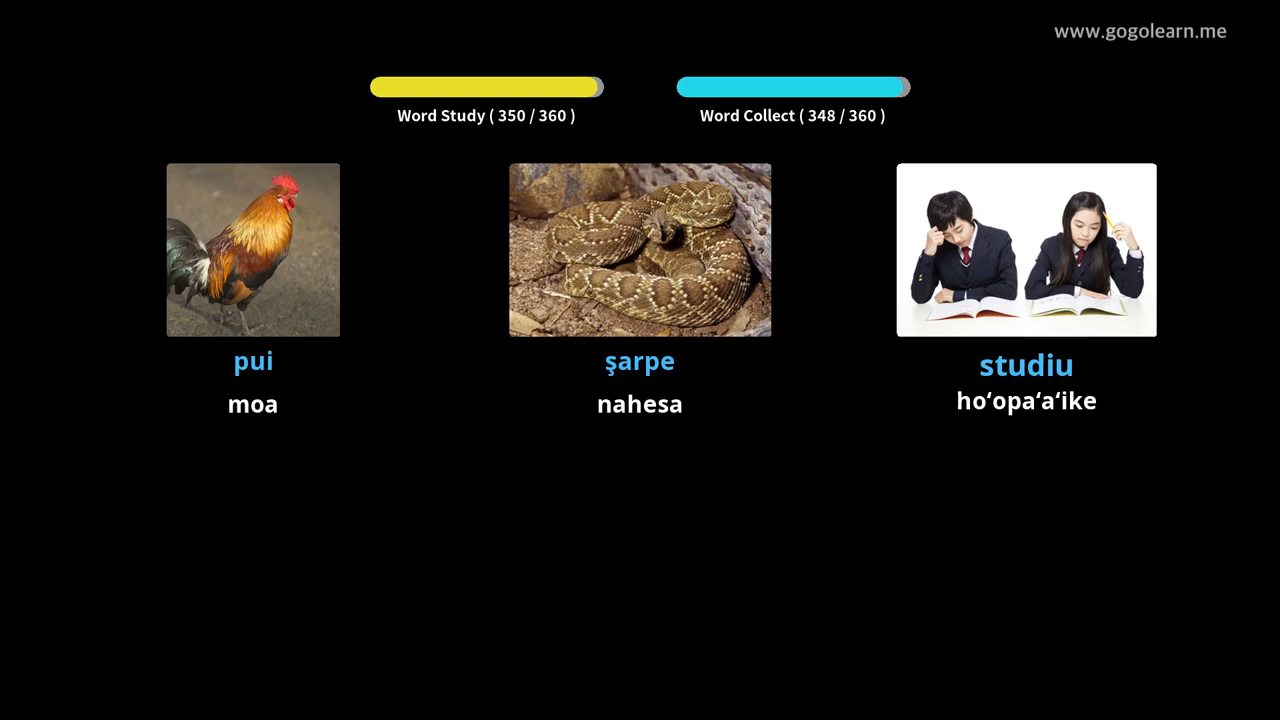 www.gogolearn.me
Word Study ( 350 / 360 )
Word Collect ( 348 / 360 )
pui
şarpe
studiu
moa
nahesa
hoʻopaʻaʻike